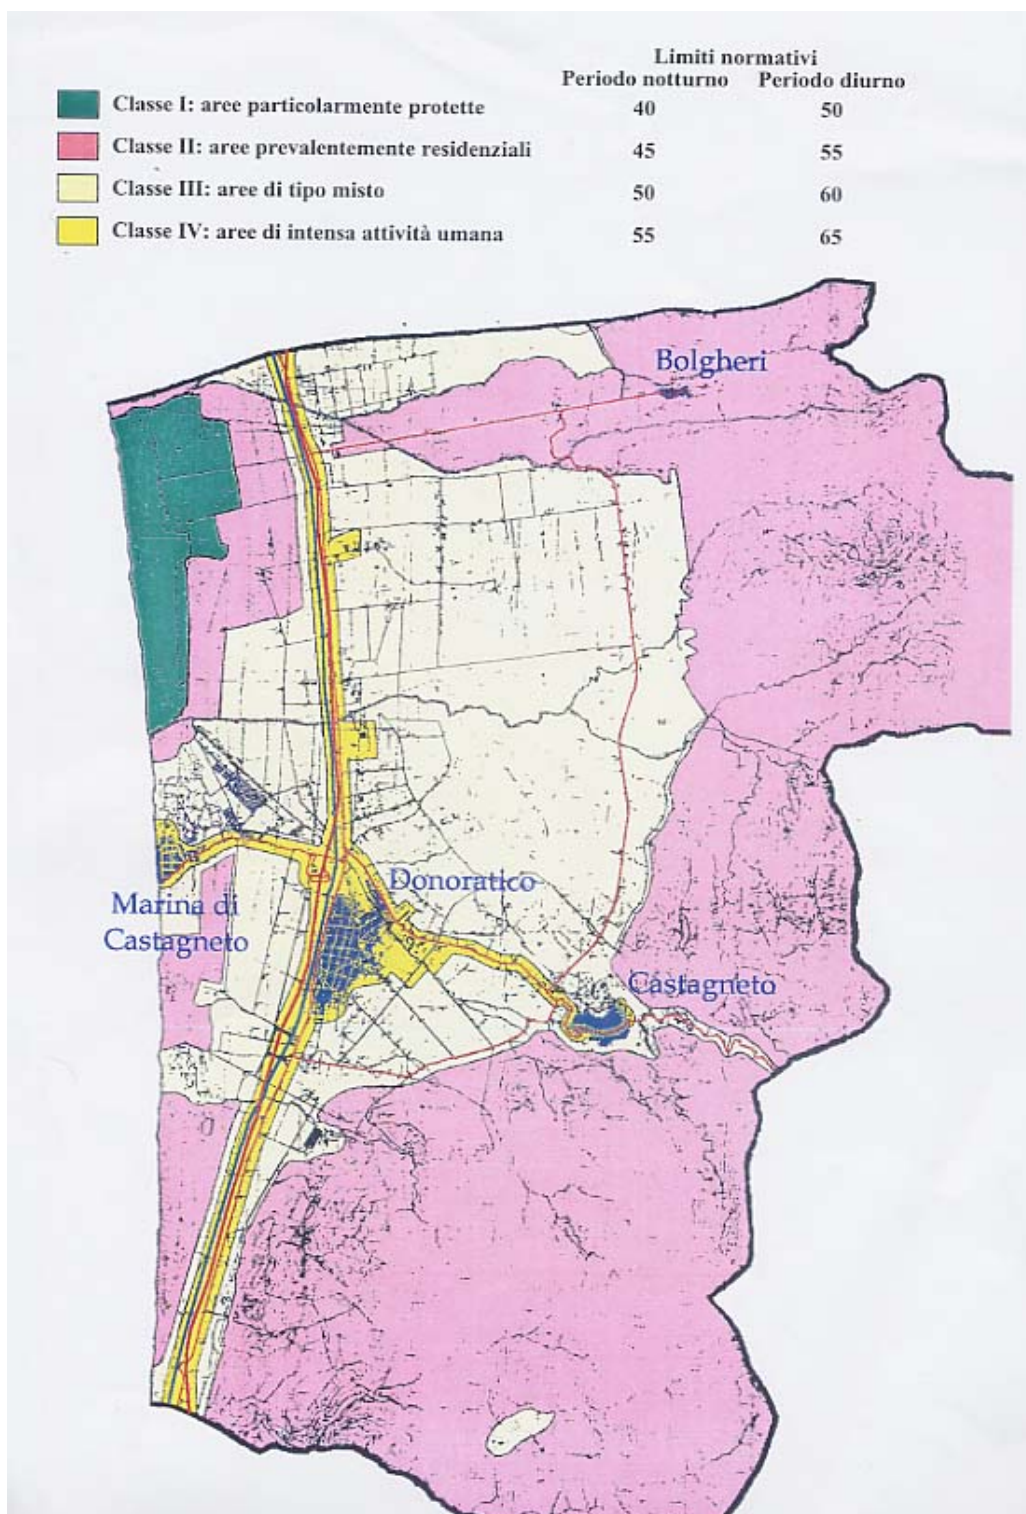 Limiti normativi
Periodo notturno Periodo diurno
Classe I: aree particolarmente protette 40 50
Classe II: aree prevalentemente residenziali 45 55
Classe III: aree di tipo misto 50 60
Classe IV: aree di intensa attività umana 55 65
Bolgheri
Donoratico
Marina di
Castagneto
Castagneto